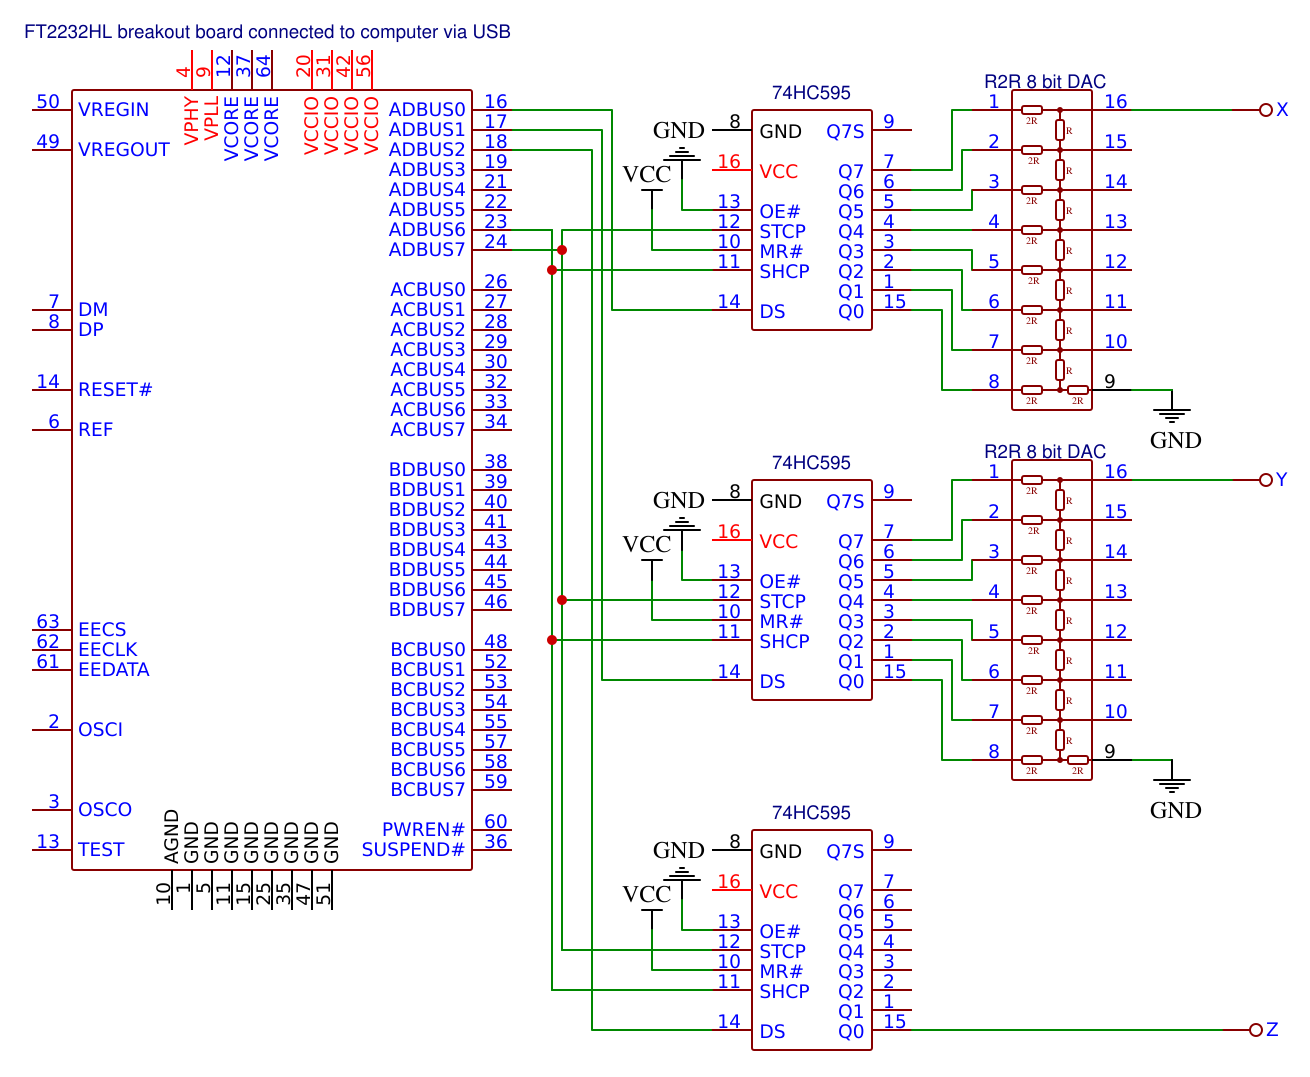 FT2232HL breakout board connected to computer via USB
4 9 12 37 64 20 31 42 56
VPHY VPLL VCORE VCORE VCORE VCCIO VCCIO VCCIO VCCIO
50 VREGIN
49 VREGOUT
7 DM
8 DP
14 RESET#
6 REF
63 EECS
62 EECLK
61 EEDATA
2 OSCI
3 OSCO
13 TEST
ADBUS0 16
ADBUS1 17
ADBUS2 18
ADBUS3 19
ADBUS4 21
ADBUS5 22
ADBUS6 23
ADBUS7 24
ACBUS0 26
ACBUS1 27
ACBUS2 28
ACBUS3 29
ACBUS4 30
ACBUS5 32
ACBUS6 33
ACBUS7 34
BDBUS0 38
BDBUS1 39
BDBUS2 40
BDBUS3 41
BDBUS4 43
BDBUS5 44
BDBUS6 45
BDBUS7 46
BCBUS0 48
BCBUS1 52
BCBUS2 53
BCBUS3 54
BCBUS4 55
BCBUS5 57
BCBUS6 58
BCBUS7 59
PWREN# 60
SUSPEND# 36
AGND GND GND GND GND GND GND GND GND
10 1 5 11 15 25 35 47 51
74HC595
GND 8 GND Q7S 9
16 VCC Q7 7
VCC
Q6 6
13 OE# Q5 5
12 STCP Q4 4
10 MR# Q3 3
11 SHCP Q2 2
Q1 1
14 DS Q0 15
R2R 8 bit DAC
1 2R 16 X
R
2 2R 15
R
3 2R 14
R
4 2R 13
R
5 2R 12
R
6 2R 11
R
7 2R 10
R
8 2R 2R 9
GND
74HC595
GND 8 GND Q7S 9
16 VCC Q7 7
VCC
Q6 6
13 OE# Q5 5
12 STCP Q4 4
10 MR# Q3 3
11 SHCP Q2 2
Q1 1
14 DS Q0 15
R2R 8 bit DAC
1 2R 16 Y
R
2 2R 15
R
3 2R 14
R
4 2R 13
R
5 2R 12
R
6 2R 11
R
7 2R 10
R
8 2R 2R 9
GND
74HC595
GND 8 GND Q7S 9
16 VCC Q7 7
VCC
Q6 6
13 OE# Q5 5
12 STCP Q4 4
10 MR# Q3 3
11 SHCP Q2 2
Q1 1
14 DS Q0 15 Z